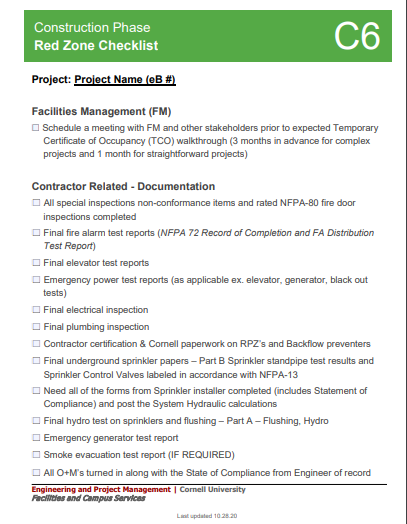 Construction Phase
Red Zone Checklist
C6
Project: Project Name (eB #)
Facilities Management (FM)
☐ Schedule a meeting with FM and other stakeholders prior to expected Temporary
Certificate of Occupancy (TCO) walkthrough (3 months in advance for complex
projects and 1 month for straightforward projects)
Contractor Related - Documentation
☐ All special inspections non-conformance items and rated NFPA-80 fire door
inspections completed
☐ Final fire alarm test reports (NFPA 72 Record of Completion and FA Distribution
Test Report)
☐ Final elevator test reports
☐ Emergency power test reports (as applicable ex. elevator, generator, black out
tests)
☐ Final electrical inspection
☐ Final plumbing inspection
☐ Contractor certification & Cornell paperwork on RPZ's and Backflow preventers
☐ Final underground sprinkler papers – Part B Sprinkler standpipe test results and
Sprinkler Control Valves labeled in accordance with NFPA-13
☐ Need all of the forms from Sprinkler installer completed (includes Statement of
Compliance) and post the System Hydraulic calculations
☐ Final hydro test on sprinklers and flushing – Part A – Flushing, Hydro
☐ Emergency generator test report
☐ Smoke evacuation test report (IF REQUIRED)
☐ All O+M's turned in along with the State of Compliance from Engineer of record
Engineering and Project Management | Cornell University
Facilities and Campus Services
Last updated 10.28.20